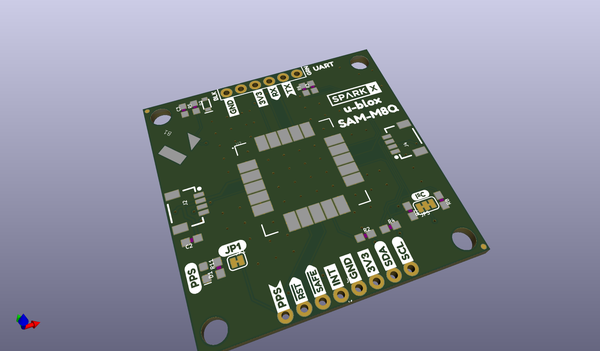 UART
GND
3V3
RX
TX
SPARK X
u-blox
SAM-M8Q
I2C
JP1
PPS
PPS
RST
SAFE
INT
GND
3V3
SDA
SCL